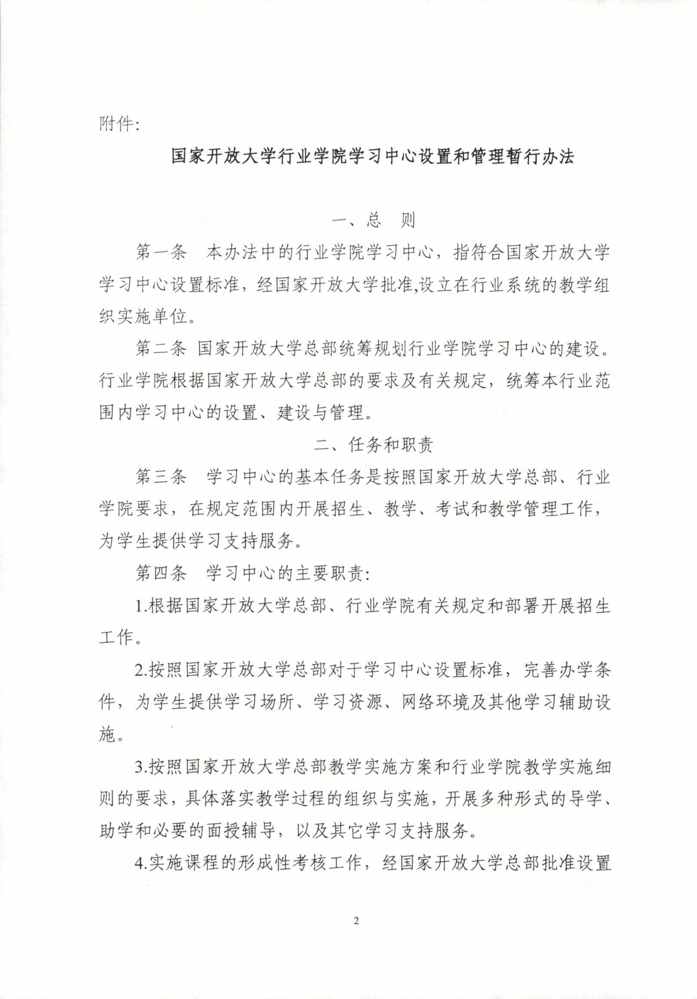 附件：
国家开放大学行业学院学习中心设置和管理暂行办法
一、总　则
第一条　本办法中的行业学院学习中心，指符合国家开放大学
学习中心设置标准，经国家开放大学批准,设立在行业系统的教学组
织实施单位。
第二条 国家开放大学总部统筹规划行业学院学习中心的建设。
行业学院根据国家开放大学总部的要求及有关规定，统筹本行业范
围内学习中心的设置、建设与管理。
二、任务和职责
第三条　学习中心的基本任务是按照国家开放大学总部、行业
学院要求，在规定范围内开展招生、教学、考试和教学管理工作，
为学生提供学习支持服务。
第四条　学习中心的主要职责：
1.根据国家开放大学总部、行业学院有关规定和部署开展招生
工作。
2.按照国家开放大学总部对于学习中心设置标准，完善办学条
件，为学生提供学习场所、学习资源、网络环境及其他学习辅助设
施。
3.按照国家开放大学总部教学实施方案和行业学院教学实施细
则的要求，具体落实教学过程的组织与实施，开展多种形式的导学、
助学和必要的面授辅导，以及其它学习支持服务。
4.实施课程的形成性考核工作，经国家开放大学总部批准设置
2